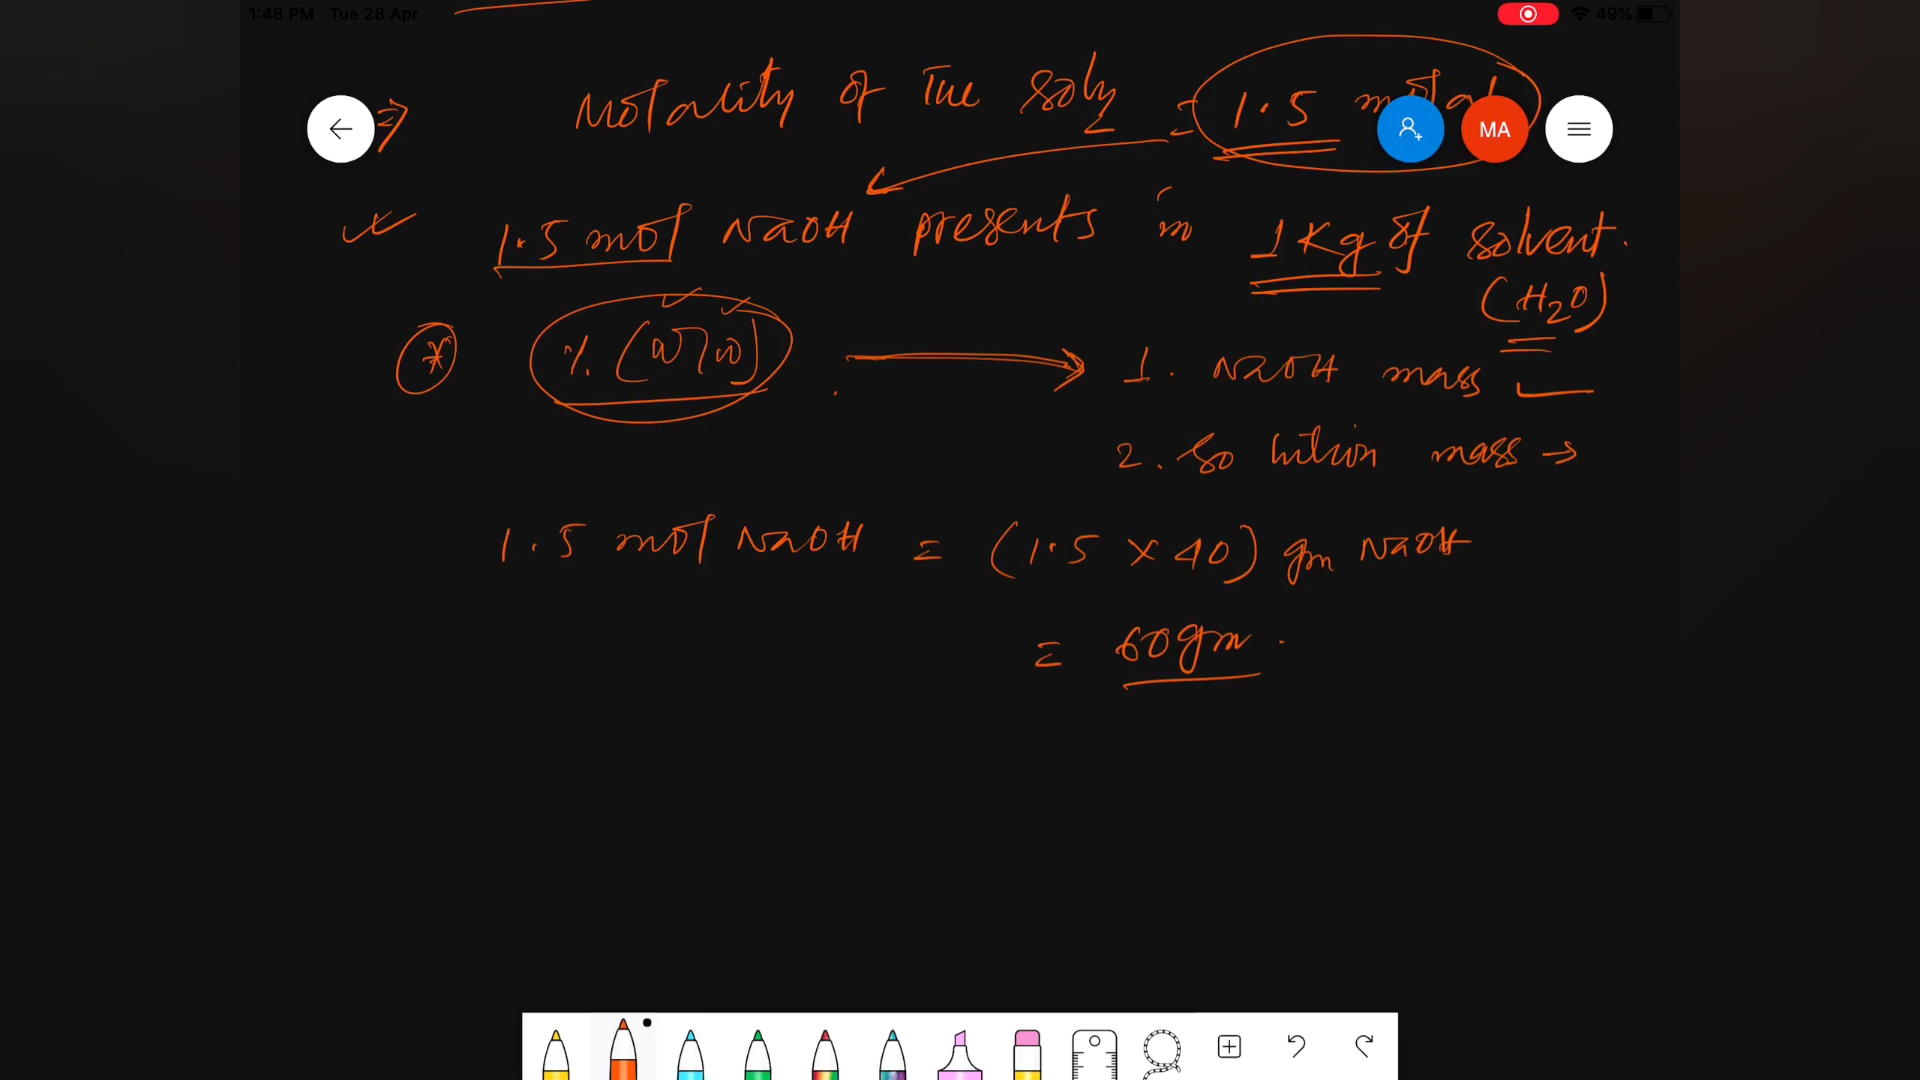 1:48 PM Tue 28 Apr 49%
⇒ Molality of the soln = 1.5 molal
MA
✓ 1.5 mol NaOH presents in 1 Kg of solvent.
(H2O)
* % (W/W) → 1. NaOH mass
2. Solution mass →
1.5 mol NaOH = (1.5 × 40) gm NaOH
= 60gm.